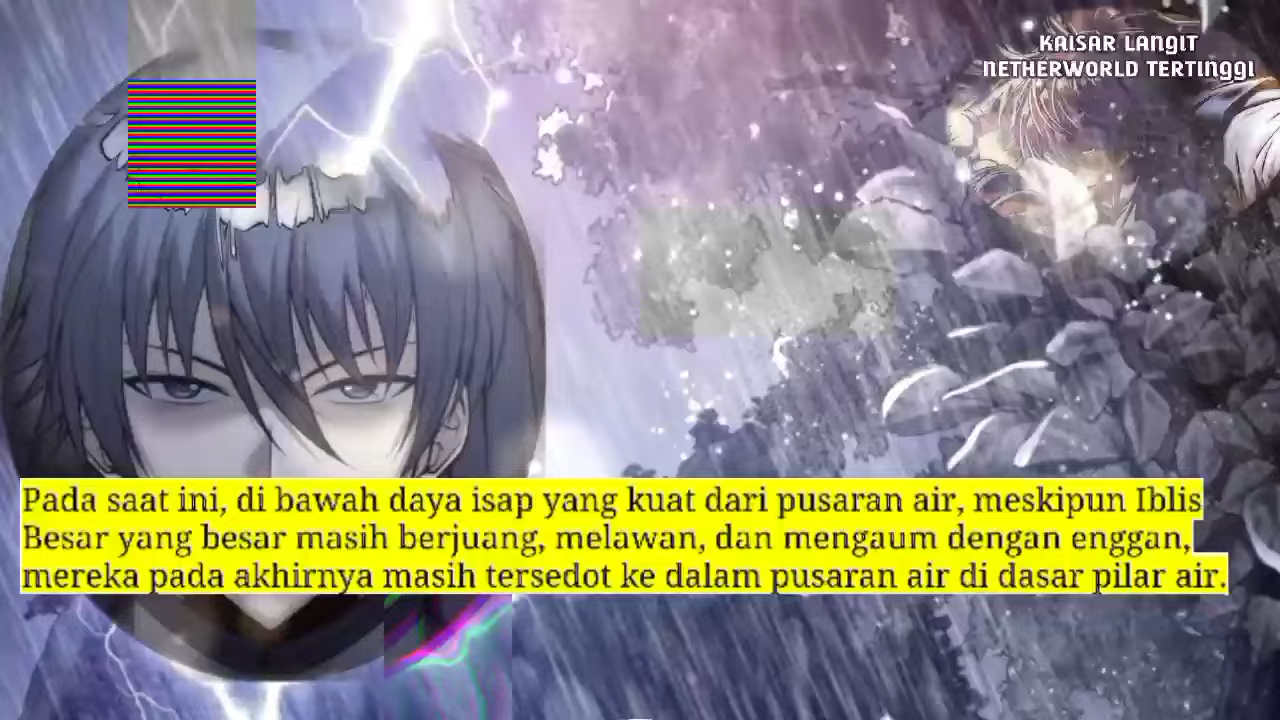 KAISAR LANGIT
NETHERWORLD TERTINGGI
Pada saat ini, di bawah daya isap yang kuat dari pusaran air, meskipun Iblis
Besar yang besar masih berjuang, melawan, dan mengaum dengan enggan,
mereka pada akhirnya masih tersedot ke dalam pusaran air di dasar pilar air.